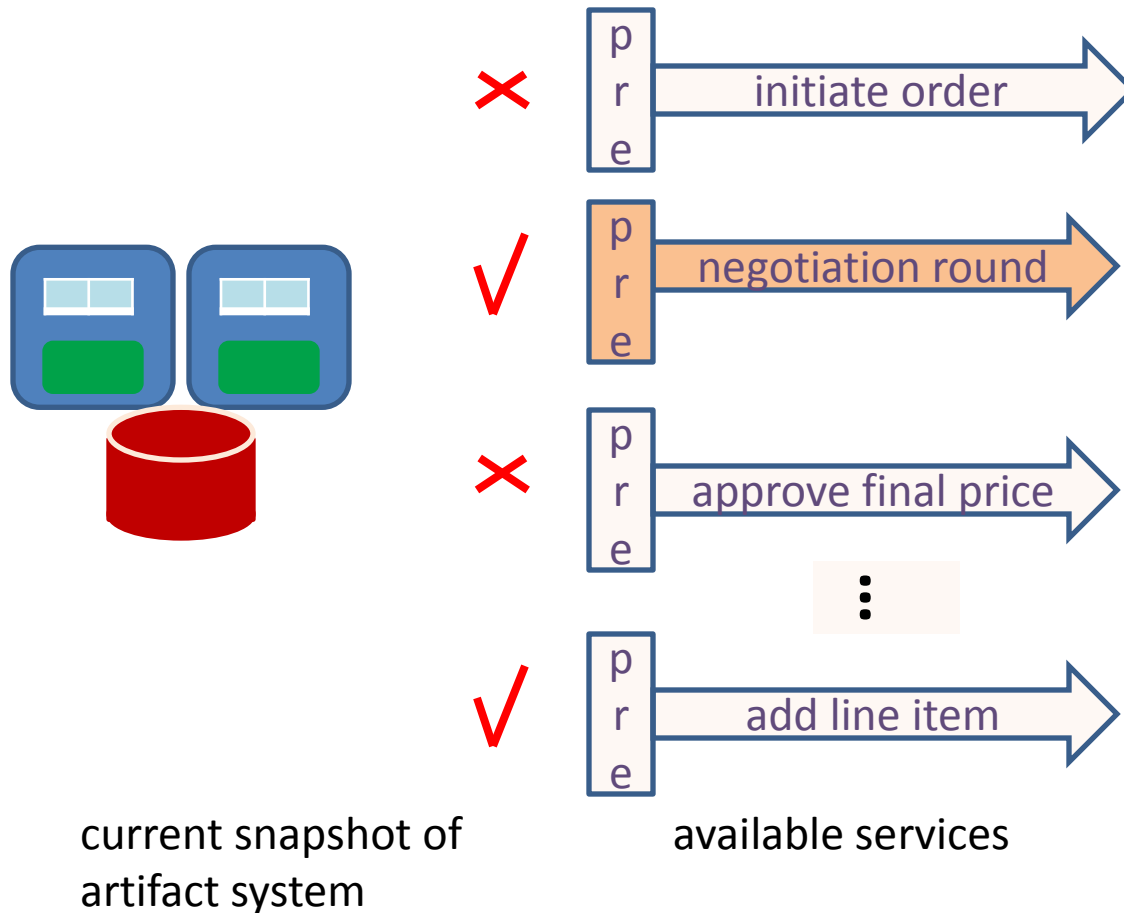 p
r
e
initiate order
p
r
e
negotiation round
p
r
e
approve final price
⋮
p
r
e
add line item
current snapshot of
artifact system
available services